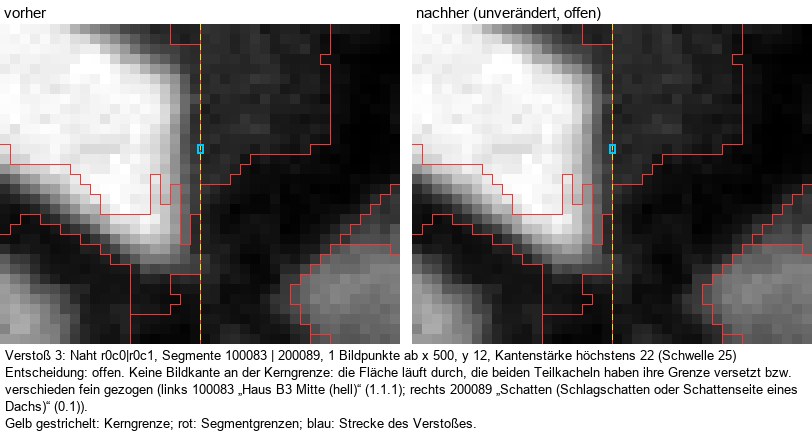 vorher
nachher (unverändert, offen)
Verstoß 3: Naht r0c0|r0c1, Segmente 100083 | 200089, 1 Bildpunkte ab x 500, y 12, Kantenstärke höchstens 22 (Schwelle 25)
Entscheidung: offen. Keine Bildkante an der Kerngrenze: die Fläche läuft durch, die beiden Teilkacheln haben ihre Grenze versetzt bzw.
verschieden fein gezogen (links 100083 „Haus B3 Mitte (hell)“ (1.1.1); rechts 200089 „Schatten (Schlagschatten oder Schattenseite eines
Dachs)“ (0.1)).
Gelb gestrichelt: Kerngrenze; rot: Segmentgrenzen; blau: Strecke des Verstoßes.